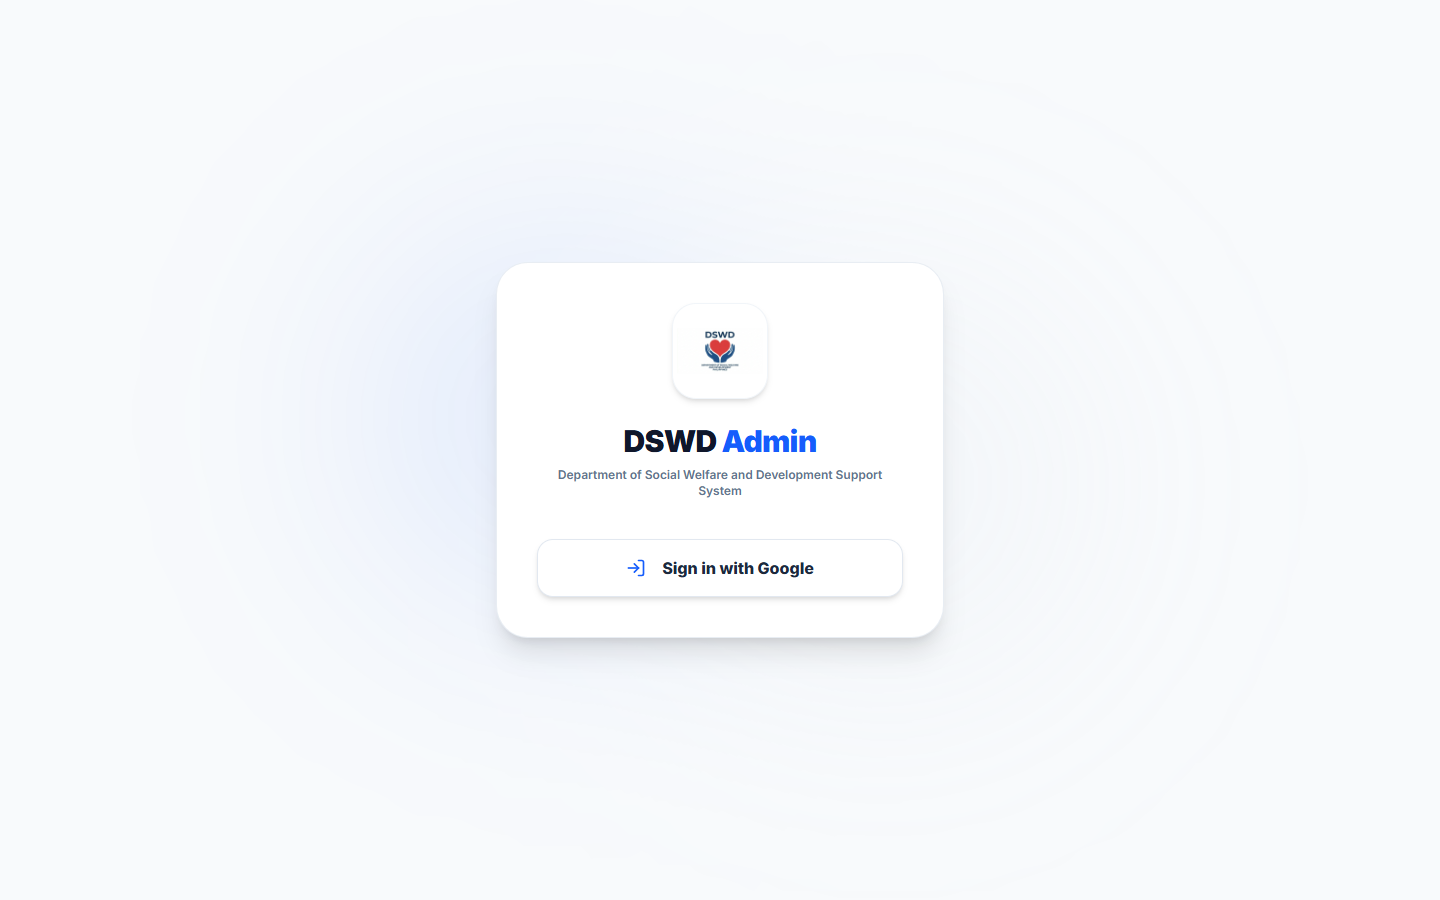 DSWD
DSWD Admin
Department of Social Welfare and Development Support
System
Sign in with Google